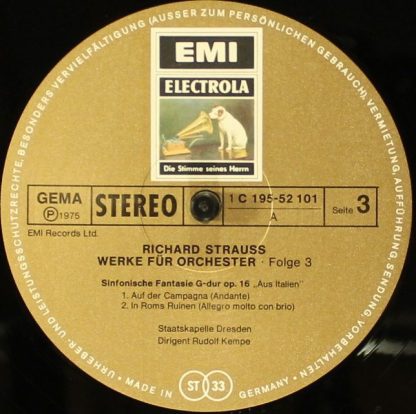 EMI
ELECTROLA
Die Stimme seines Herrn
GEMA
Ⓟ 1975
EMI Records Ltd.
STEREO
1 C 195-52 101
A
Seite 3
RICHARD STRAUSS
WERKE FÜR ORCHESTER · Folge 3
Sinfonische Fantasie G-dur op. 16 „Aus Italien"
1. Auf der Campagna (Andante)
2. In Roms Ruinen (Allegro molto con brio)
Staatskapelle Dresden
Dirigent Rudolf Kempe
ST 33
URHEBER- UND LEISTUNGSSCHUTZRECHTE, BESONDERS VERVIELFÄLTIGUNG (AUSSER ZUM PERSÖNLICHEN GEBRAUCH), VERMIETUNG, AUFFÜHRUNG, SENDUNG, VORBEHALTEN · MADE IN GERMANY ·